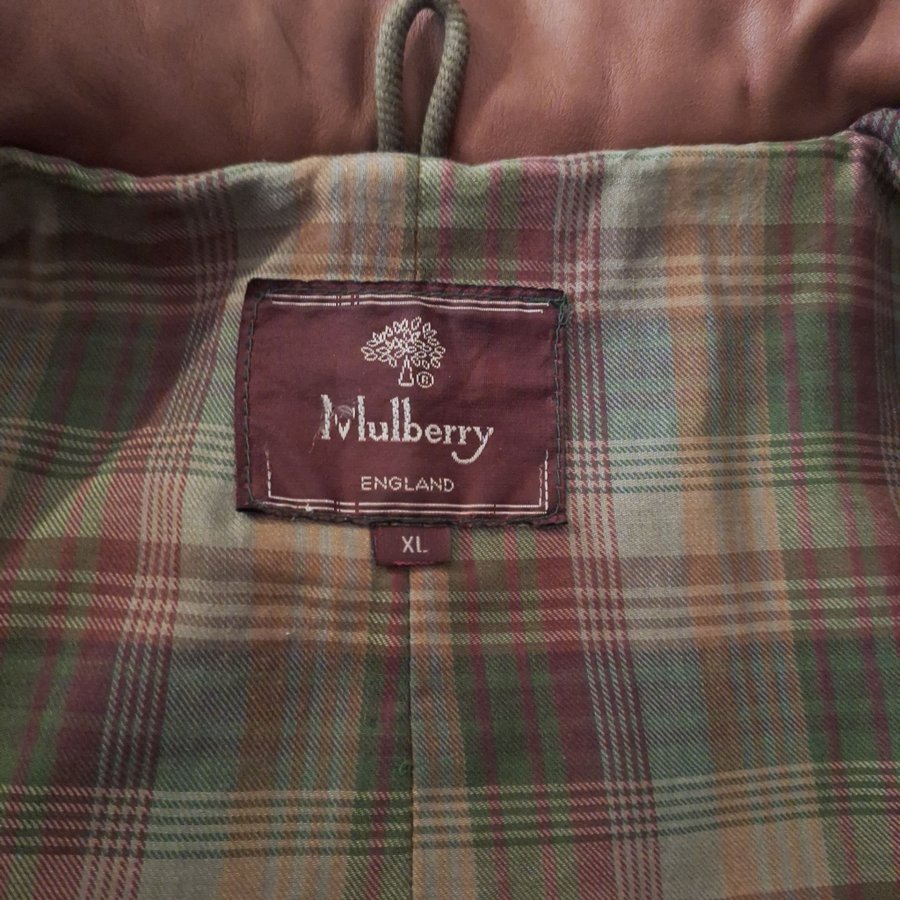 ®
Mulberry
ENGLAND
XL